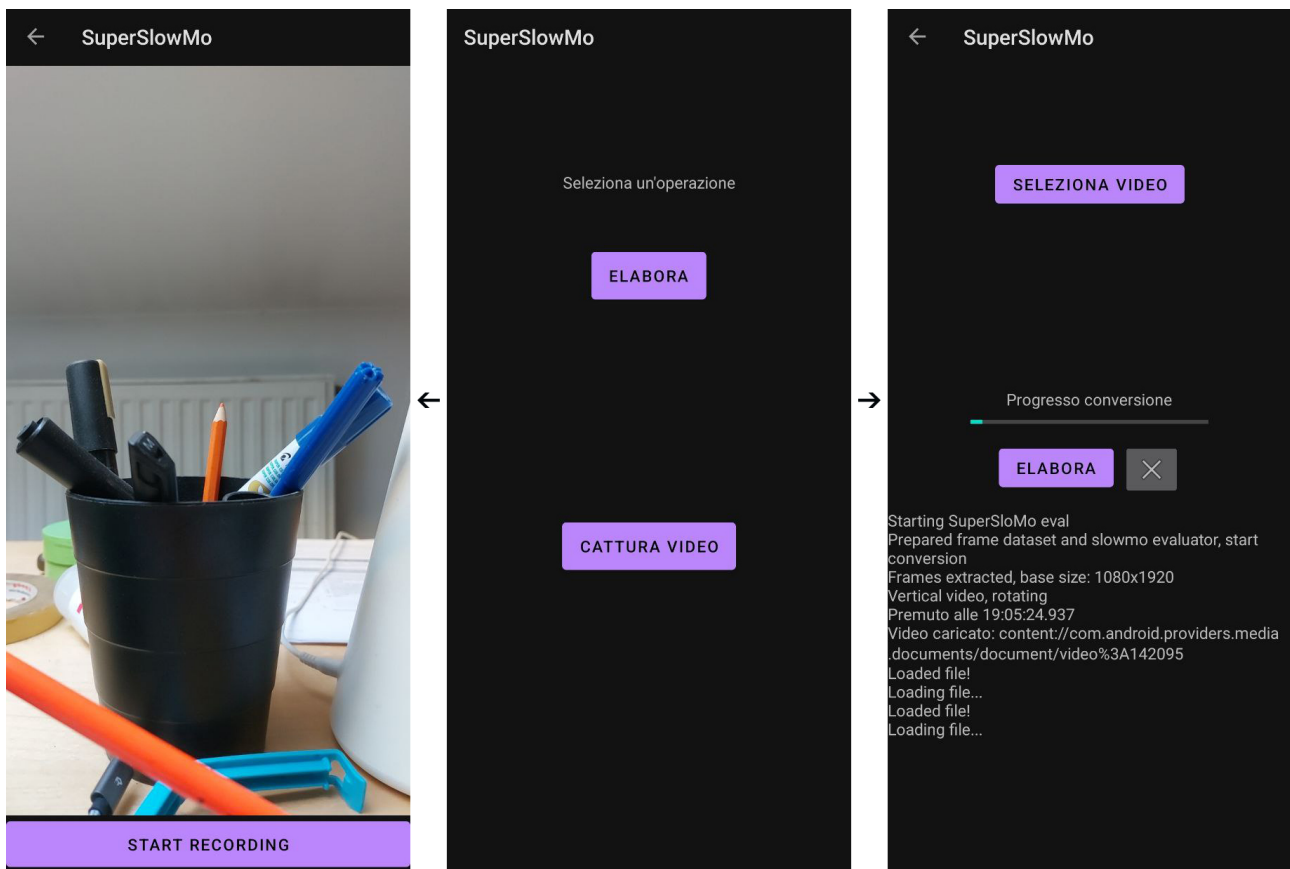 SuperSlowMo
START RECORDING
SuperSlowMo
Seleziona un'operazione
ELABORA
CATTURA VIDEO
SuperSlowMo
SELEZIONA VIDEO
Progresso conversione
ELABORA
Starting SuperSloMo eval
Prepared frame dataset and slowmo evaluator, start
conversion
Frames extracted, base size: 1080x1920
Vertical video, rotating
Premuto alle 19:05:24.937
Video caricato: content://com.android.providers.media
.documents/document/video%3A142095
Loaded file!
Loading file...
Loaded file!
Loading file...